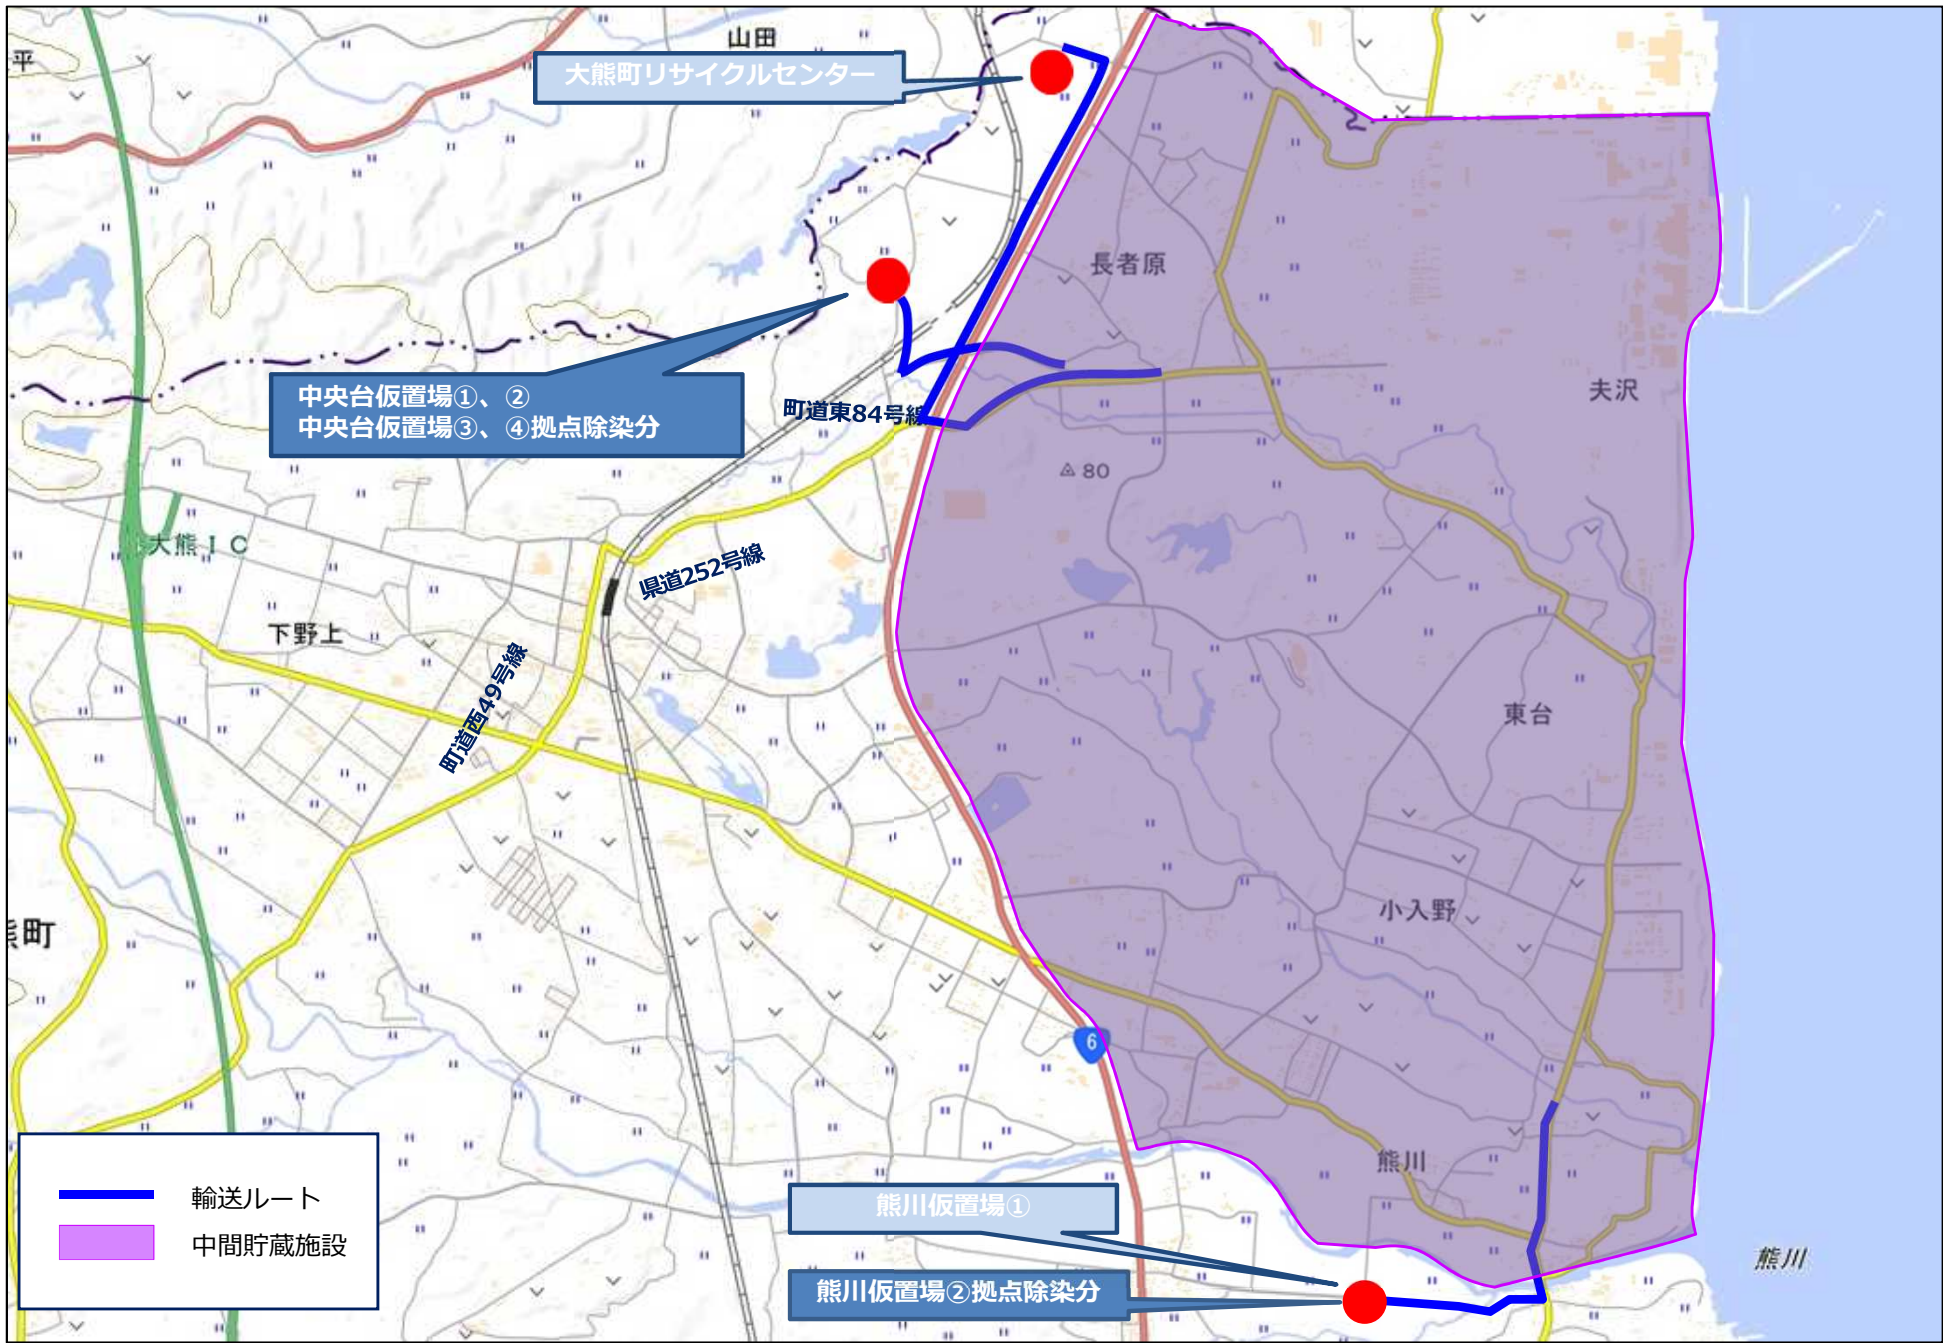 平
山田
大熊町リサイクルセンター
長者原
中央台仮置場①、②
中央台仮置場③、④拠点除染分
町道東84号線
夫沢
80
大熊IC
県道252号線
下野上
町道西49号線
東台
小入野
熊町
6
熊川
輸送ルート
中間貯蔵施設
熊川仮置場①
熊川仮置場②拠点除染分
熊川